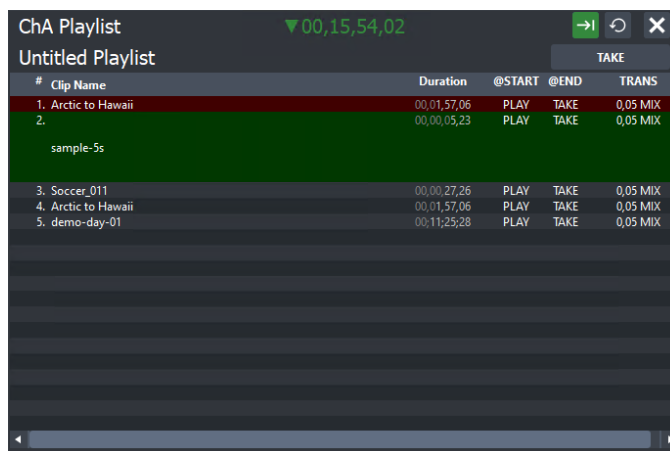 ChA Playlist ▼00,15,54,02
Untitled Playlist TAKE
# Clip Name Duration @START @END TRANS
1. Arctic to Hawaii 00,01,57,06 PLAY TAKE 0,05 MIX
2. 00,00,05,23 PLAY TAKE 0,05 MIX
sample-5s
3. Soccer_011 00,00,27,26 PLAY TAKE 0,05 MIX
4. Arctic to Hawaii 00,01,57,06 PLAY TAKE 0,05 MIX
5. demo-day-01 00;11;25;28 PLAY TAKE 0,05 MIX